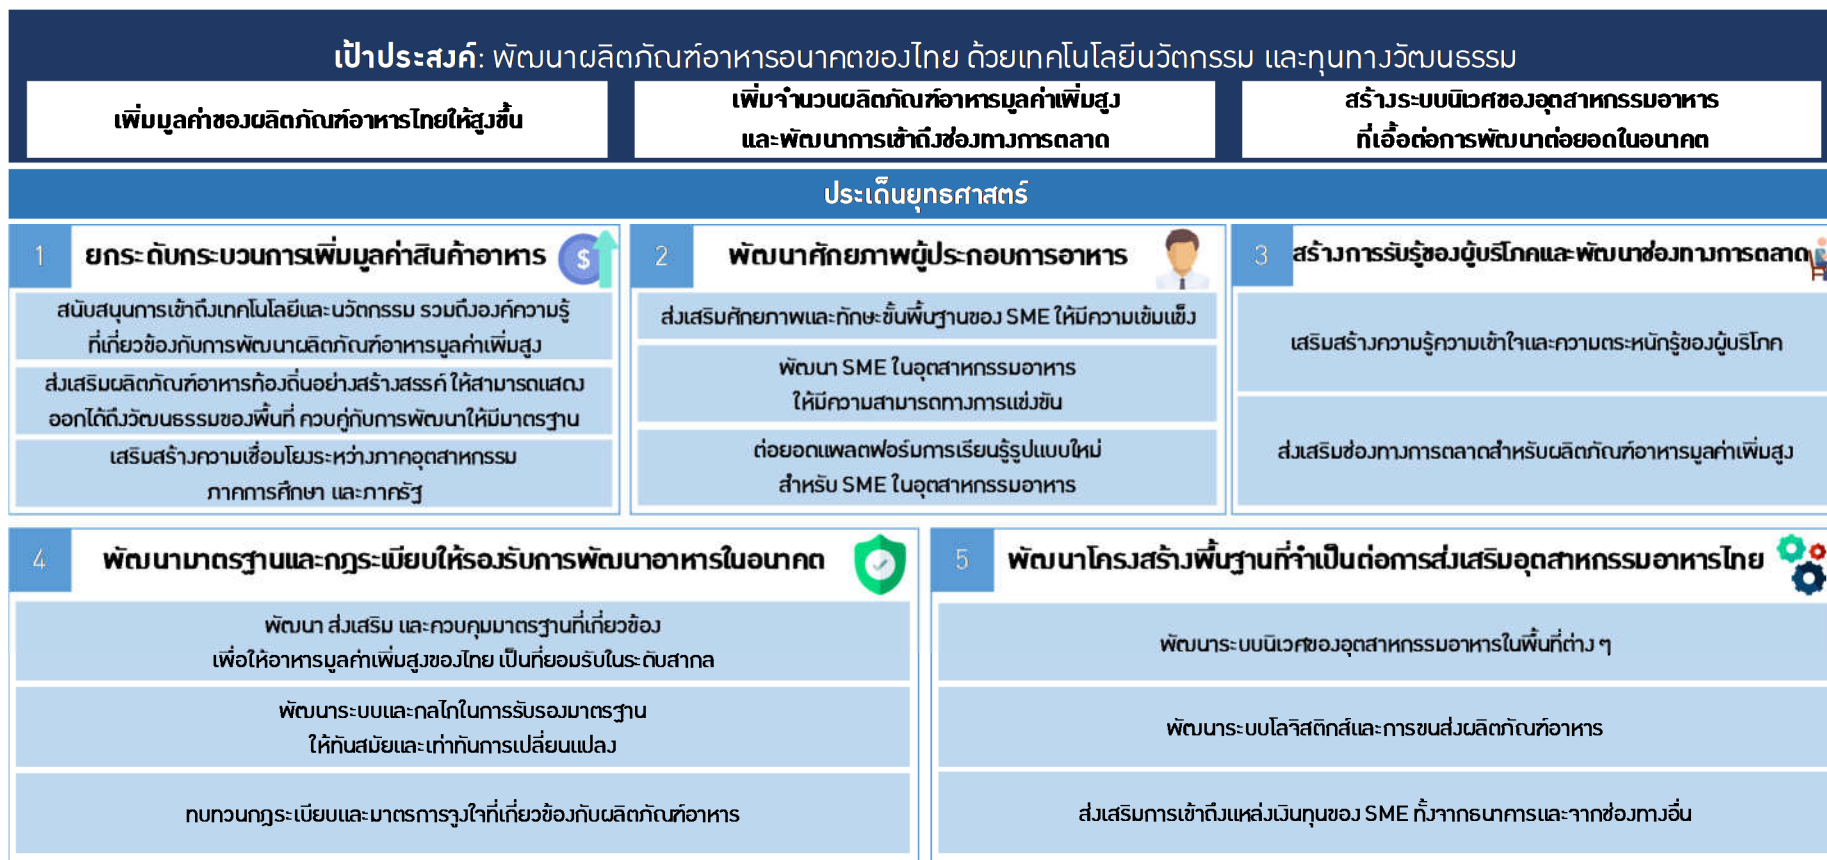 เป้าประสงค์: พัฒนาผลิตภัณฑ์อาหารอนาคตของไทย ด้วยเทคโนโลยีนวัตกรรม และทุนทางวัฒนธรรม
เพิ่มมูลค่าของผลิตภัณฑ์อาหารไทยให้สูงขึ้น
เพิ่มจำนวนผลิตภัณฑ์อาหารมูลค่าเพิ่มสูง
และพัฒนาการเข้าถึงช่องทางการตลาด
สร้างระบบนิเวศของอุตสาหกรรมอาหาร
ที่เอื้อต่อการพัฒนาต่อยอดในอนาคต
ประเด็นยุทธศาสตร์
1 ยกระดับกระบวนการเพิ่มมูลค่าสินค้าอาหาร $
สนับสนุนการเข้าถึงเทคโนโลยีและนวัตกรรม รวมถึงองค์ความรู้
ที่เกี่ยวข้องกับการพัฒนาผลิตภัณฑ์อาหารมูลค่าเพิ่มสูง
ส่งเสริมผลิตภัณฑ์อาหารท้องถิ่นอย่างสร้างสรรค์ ให้สามารถแสดง
ออกได้ถึงวัฒนธรรมของพื้นที่ ควบคู่กับการพัฒนาให้มีมาตรฐาน
เสริมสร้างความเชื่อมโยงระหว่างภาคอุตสาหกรรม
ภาคการศึกษา และภาครัฐ
2 พัฒนาศักยภาพผู้ประกอบการอาหาร
ส่งเสริมศักยภาพและทักษะขั้นพื้นฐานของ SME ให้มีความเข้มแข็ง
พัฒนา SME ในอุตสาหกรรมอาหาร
ให้มีความสามารถทางการแข่งขัน
ต่อยอดแพลตฟอร์มการเรียนรู้รูปแบบใหม่
สำหรับ SME ในอุตสาหกรรมอาหาร
3 สร้างการรับรู้ของผู้บริโภคและพัฒนาช่องทางการตลาด
เสริมสร้างความรู้ความเข้าใจและความตระหนักรู้ของผู้บริโภค
ส่งเสริมช่องทางการตลาดสำหรับผลิตภัณฑ์อาหารมูลค่าเพิ่มสูง
4 พัฒนามาตรฐานและกฎระเบียบให้รองรับการพัฒนาอาหารในอนาคต
พัฒนา ส่งเสริม และควบคุมมาตรฐานที่เกี่ยวข้อง
เพื่อให้อาหารมูลค่าเพิ่มสูงของไทย เป็นที่ยอมรับในระดับสากล
พัฒนาระบบและกลไกในการรับรองมาตรฐาน
ให้ทันสมัยและเท่าทันการเปลี่ยนแปลง
ทบทวนกฎระเบียบและมาตรการจูงใจที่เกี่ยวข้องกับผลิตภัณฑ์อาหาร
5 พัฒนาโครงสร้างพื้นฐานที่จำเป็นต่อการส่งเสริมอุตสาหกรรมอาหารไทย
พัฒนาระบบนิเวศของอุตสาหกรรมอาหารในพื้นที่ต่าง ๆ
พัฒนาระบบโลจิสติกส์และการขนส่งผลิตภัณฑ์อาหาร
ส่งเสริมการเข้าถึงแหล่งเงินทุนของ SME ทั้งจากธนาคารและจากช่องทางอื่น